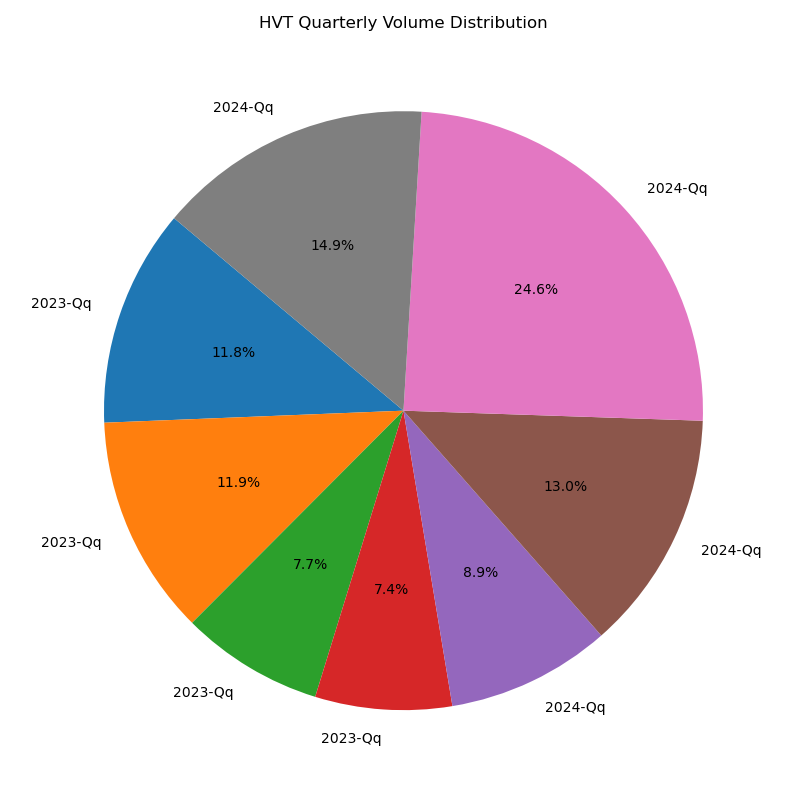 HVT Quarterly Volume Distribution
2024-Qq
2024-Qq
14.9%
24.6%
2023-Qq
11.8%
11.9%
13.0%
2023-Qq
2024-Qq
7.7%
7.4%
8.9%
2023-Qq
2024-Qq
2023-Qq